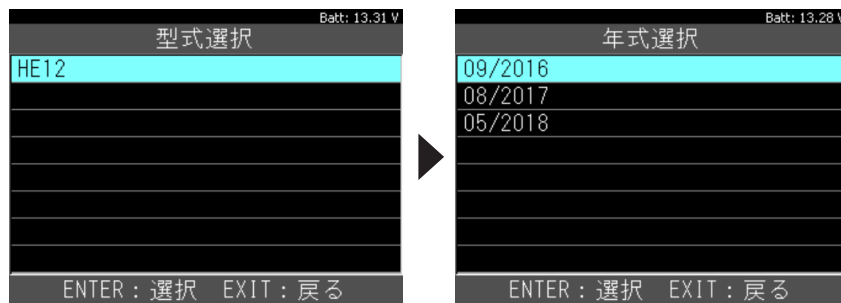 Batt: 13.31 V
型式選択
HE12
ENTER：選択 EXIT：戻る
Batt: 13.28 V
年式選択
09/2016
08/2017
05/2018
ENTER：選択 EXIT：戻る